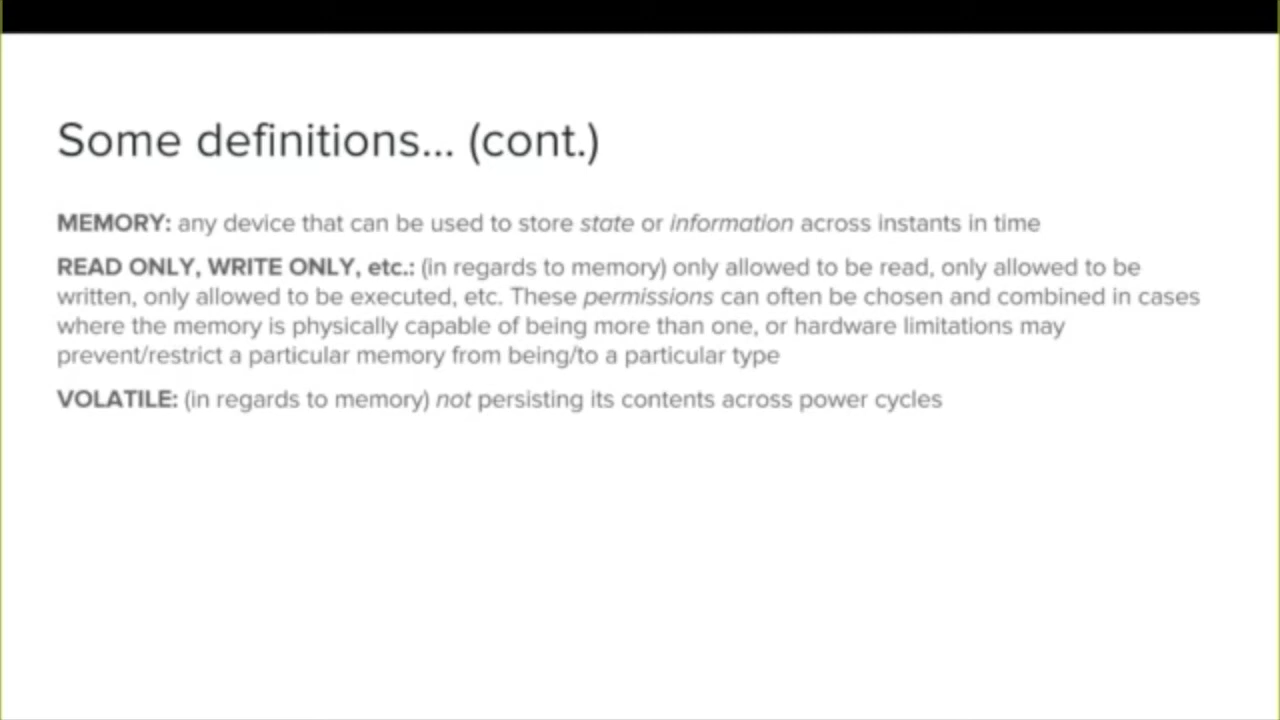 Some definitions... (cont.)
MEMORY: any device that can be used to store state or information across instants in time
READ ONLY, WRITE ONLY, etc.: (in regards to memory) only allowed to be read, only allowed to be
written, only allowed to be executed, etc. These permissions can often be chosen and combined in cases
where the memory is physically capable of being more than one, or hardware limitations may
prevent/restrict a particular memory from being/to a particular type
VOLATILE: (in regards to memory) not persisting its contents across power cycles